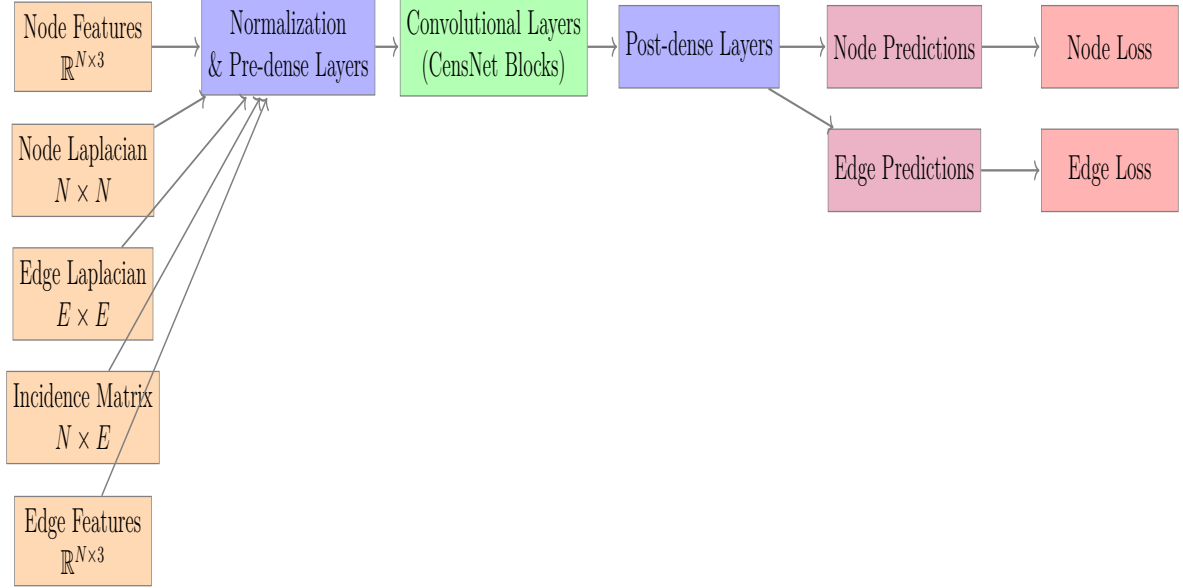 Node Features
ℝ^{N×3}
Normalization
& Pre-dense Layers
Convolutional Layers
(CensNet Blocks)
Post-dense Layers
Node Predictions
Node Loss
Node Laplacian
N × N
Edge Predictions
Edge Loss
Edge Laplacian
E × E
Incidence Matrix
N × E
Edge Features
ℝ^{N×3}